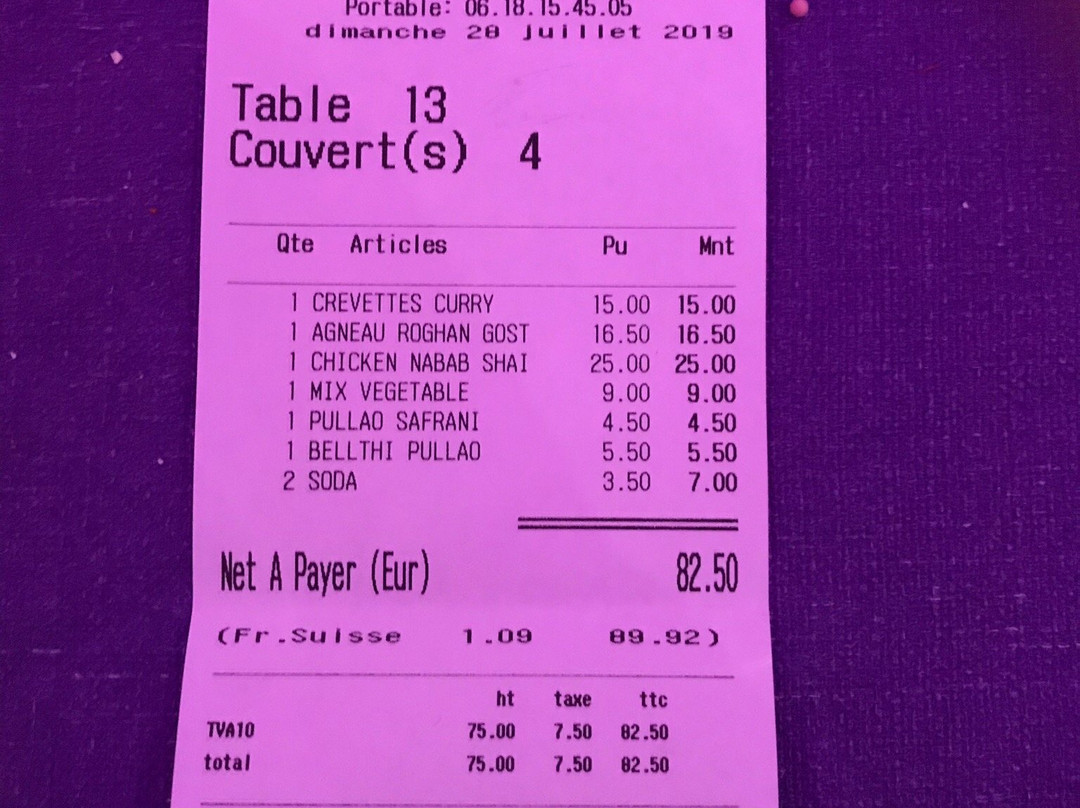 Portable: 06.18.15.45.05
dimanche 28 juillet 2019
Table 13
Couvert(s) 4
Qte Articles Pu Mnt
1 CREVETTES CURRY 15.00 15.00
1 AGNEAU ROGHAN GOST 16.50 16.50
1 CHICKEN NABAB SHAI 25.00 25.00
1 MIX VEGETABLE 9.00 9.00
1 PULLAO SAFRANI 4.50 4.50
1 BELLTHI PULLAO 5.50 5.50
2 SODA 3.50 7.00
Net A Payer (Eur) 82.50
(Fr.Suisse 1.09 89.92)
ht taxe ttc
TVA10 75.00 7.50 82.50
total 75.00 7.50 82.50